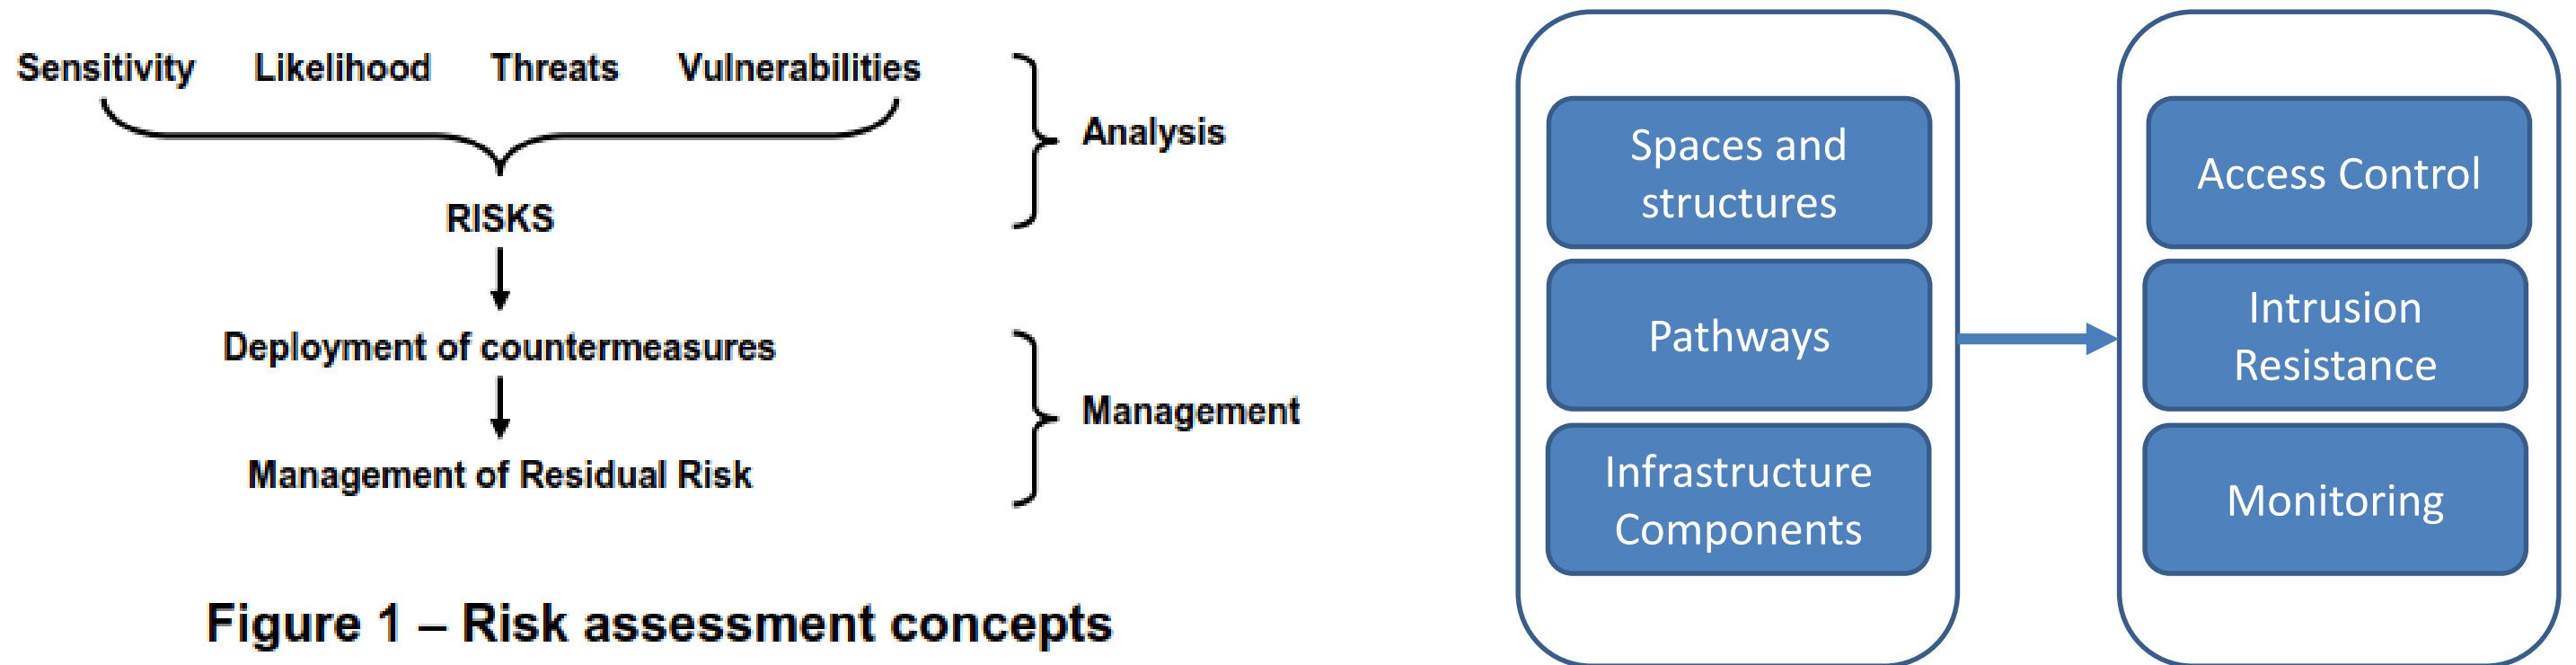 Sensitivity Likelihood Threats Vulnerabilities
Analysis
RISKS
Deployment of countermeasures
Management
Management of Residual Risk
Figure 1 – Risk assessment concepts
Spaces and
structures
Pathways
Infrastructure
Components
Access Control
Intrusion
Resistance
Monitoring